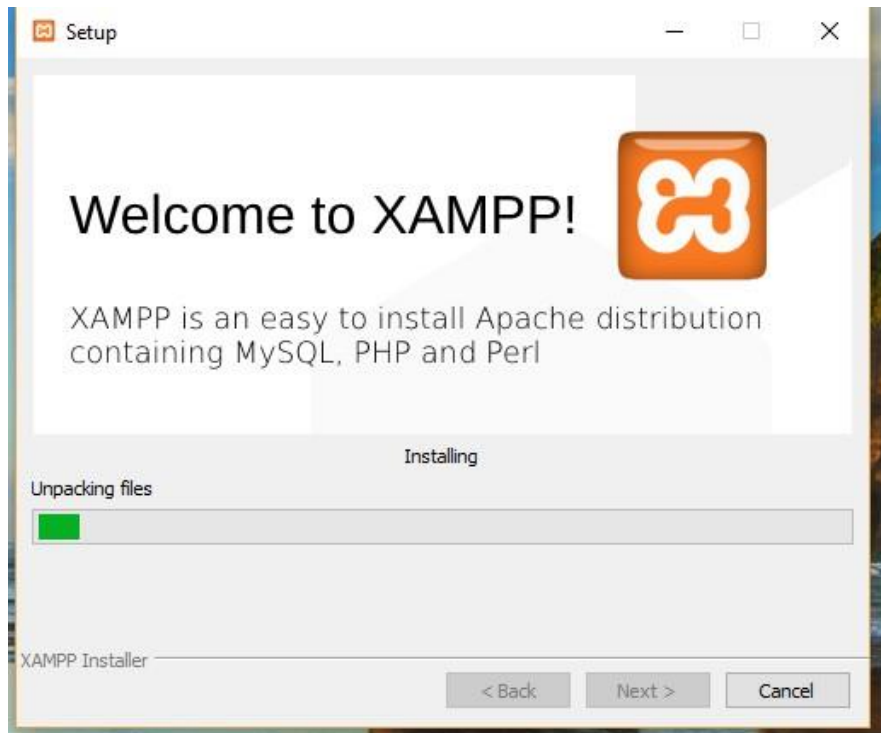 Setup
Welcome to XAMPP!
XAMPP is an easy to install Apache distribution
containing MySQL, PHP and Perl
Installing
Unpacking files
XAMPP Installer
< Back
Next >
Cancel